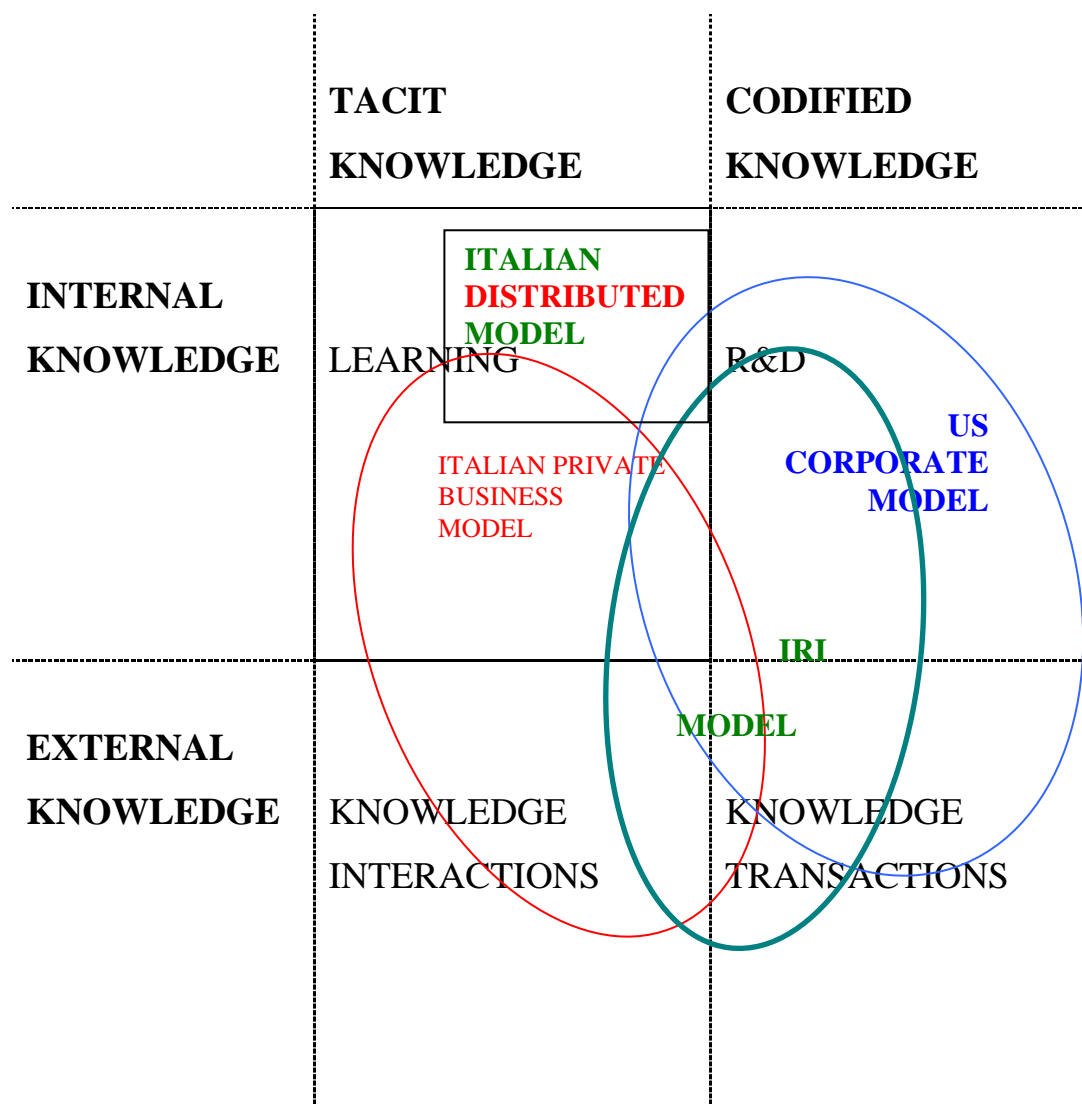 TACIT
KNOWLEDGE
CODIFIED
KNOWLEDGE
INTERNAL
KNOWLEDGE
ITALIAN
DISTRIBUTED
MODEL
LEARNING
R&D
US
CORPORATE
MODEL
ITALIAN PRIVATE
BUSINESS
MODEL
IRI
MODEL
EXTERNAL
KNOWLEDGE
KNOWLEDGE
INTERACTIONS
KNOWLEDGE
TRANSACTIONS